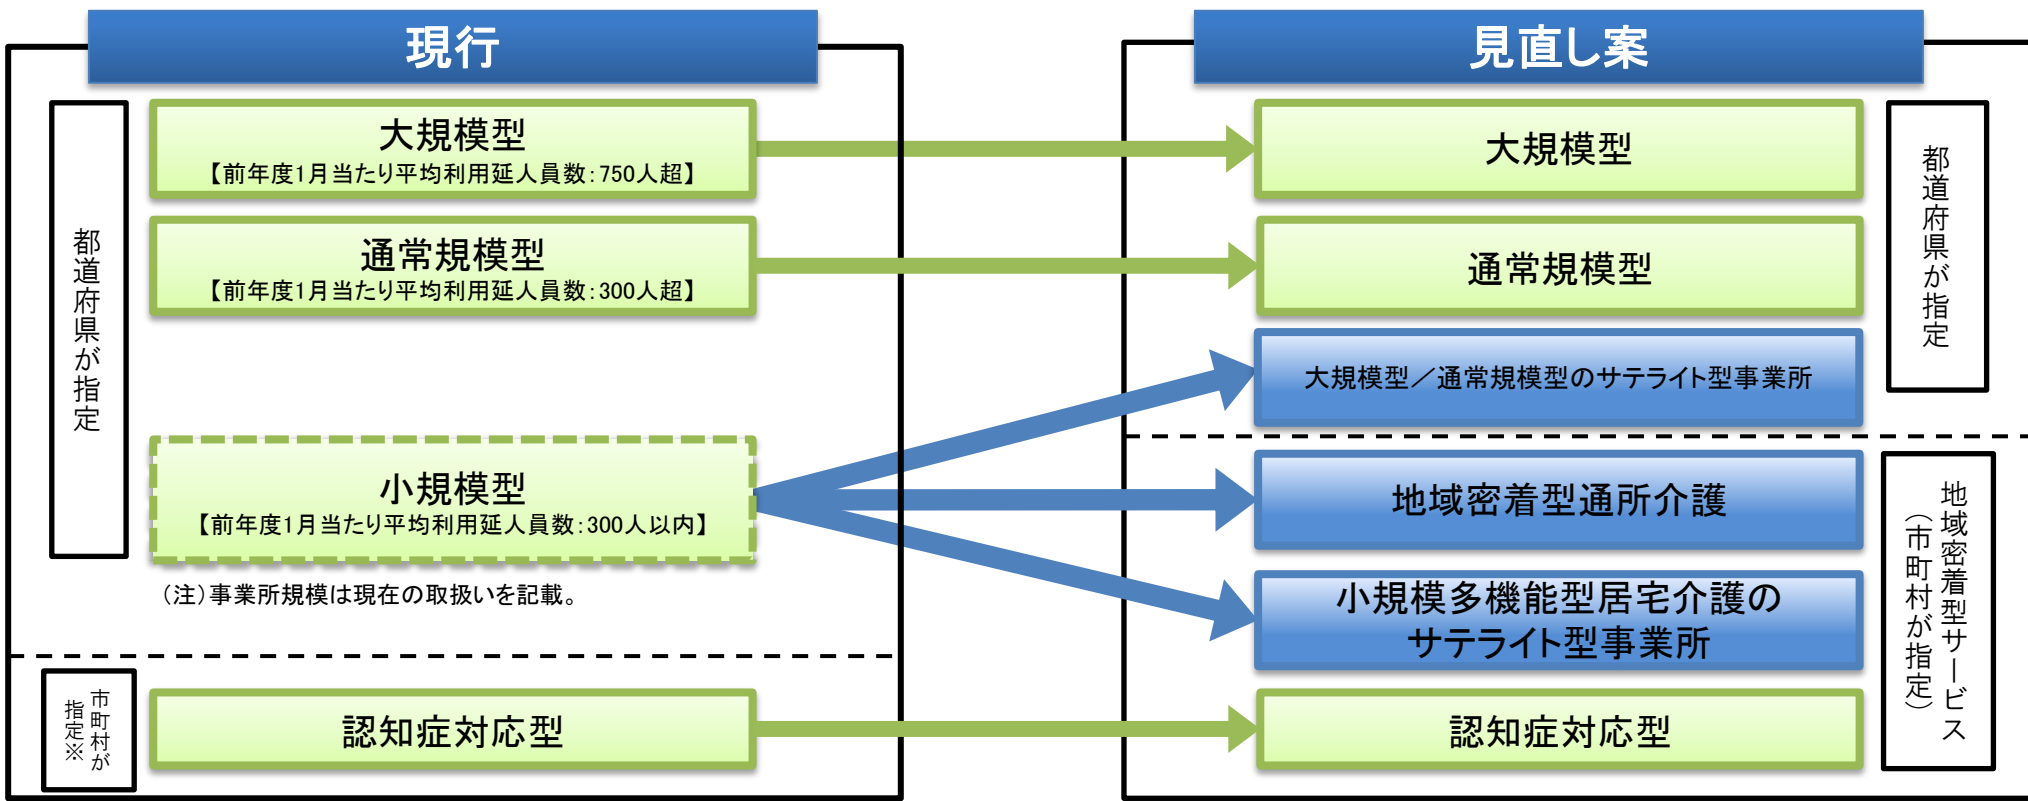 現行
都道府県が指定
大規模型
【前年度1月当たり平均利用延人員数：750人超】
通常規模型
【前年度1月当たり平均利用延人員数：300人超】
小規模型
【前年度1月当たり平均利用延人員数：300人以内】
（注）事業所規模は現在の取扱いを記載。
市町村が
指定※
認知症対応型
見直し案
大規模型
通常規模型
大規模型／通常規模型のサテライト型事業所
都道府県が指定
地域密着型通所介護
小規模多機能型居宅介護の
サテライト型事業所
認知症対応型
地域密着型サービス
（市町村が指定）